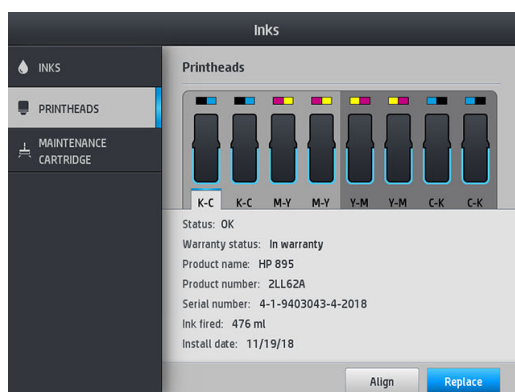 Inks
INKS
PRINTHEADS
MAINTENANCE
CARTRIDGE
Printheads
K-C K-C M-Y M-Y Y-M Y-M C-K C-K
Status: OK
Warranty status: In warranty
Product name: HP 895
Product number: 2LL62A
Serial number: 4-1-9403043-4-2018
Ink fired: 476 ml
Install date: 11/19/18
Align Replace